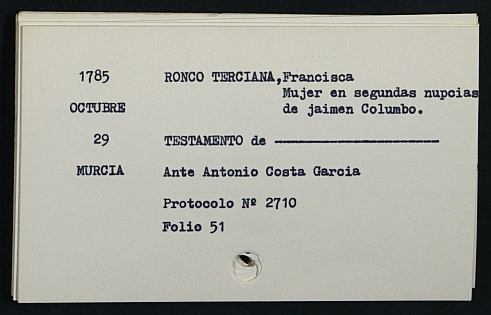 1785 RONCO TERCIANA,Francisca
Mujer en segundas nupcias
OCTUBRE de jaimen Columbo.
29 TESTAMENTO de ------------------------
MURCIA Ante Antonio Costa Garcia
Protocolo Nº 2710
Folio 51